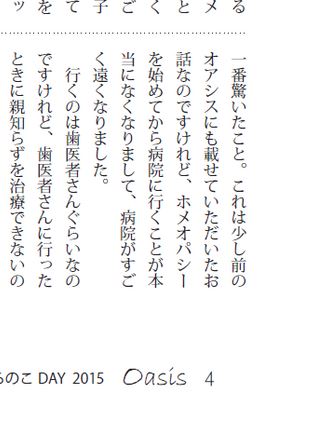 る
メ
と
く
ご
子
て
を
ッ
一番驚いたこと。これは少し前の
オアシスにも載せていただいたお
話なのですけれど、ホメオパシー
を始めてから病院に行くことが本
当になくなりまして、病院がすご
く遠くなりました。
行くのは歯医者さんぐらいなの
ですけれど、歯医者さんに行った
ときに親知らずを治療できないの
のこ DAY 2015 Oasis 4